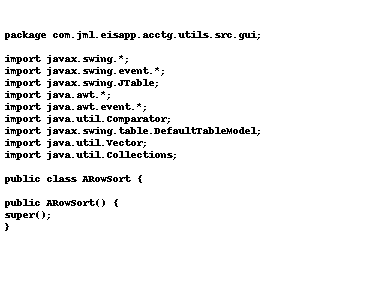 package com.jml.eisapp.acctg.utils.src.gui;
import javax.swing.*;
import javax.swing.event.*;
import javax.swing.JTable;
import java.awt.*;
import java.awt.event.*;
import java.util.Comparator;
import javax.swing.table.DefaultTableModel;
import java.util.Vector;
import java.util.Collections;
public class ARowSort {
public ARowSort() {
super();
}